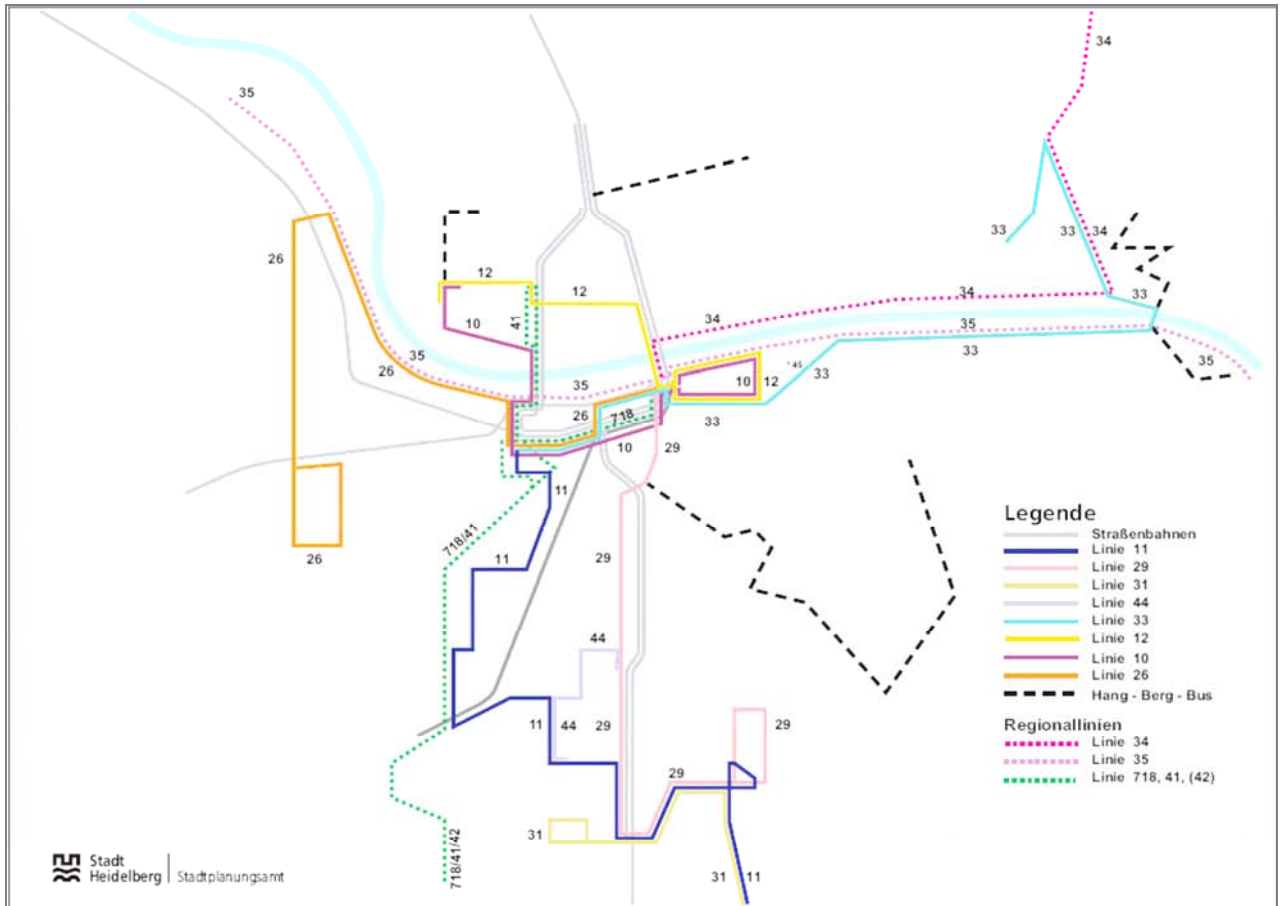 34
35
33
33
34
26
12
12
33
10
41
34
34
35
35
35
26
10
12
33
33
26
718
33
10
29
11
718/41
29
11
26
44
11
44
29
29
29
31
31
11
718/41/42
Legende
Straßenbahnen
Linie 11
Linie 29
Linie 31
Linie 44
Linie 33
Linie 12
Linie 10
Linie 26
Hang - Berg - Bus
Regionallinien
Linie 34
Linie 35
Linie 718, 41, (42)
Stadt
Heidelberg
Stadtplanungsamt